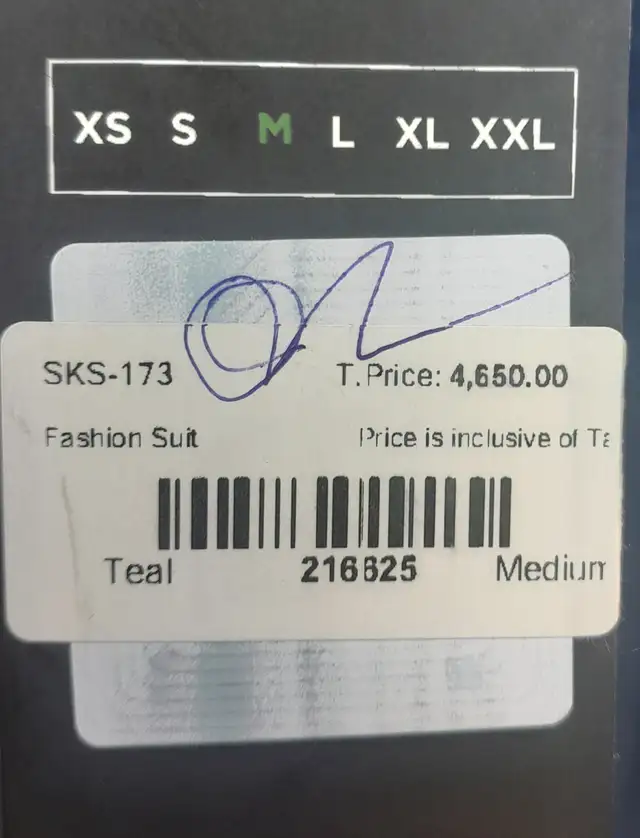 XS S M L XL XXL
SKS-173 T.Price: 4,650.00
Fashion Suit Price is inclusive of Ta
Teal 216625 Medium